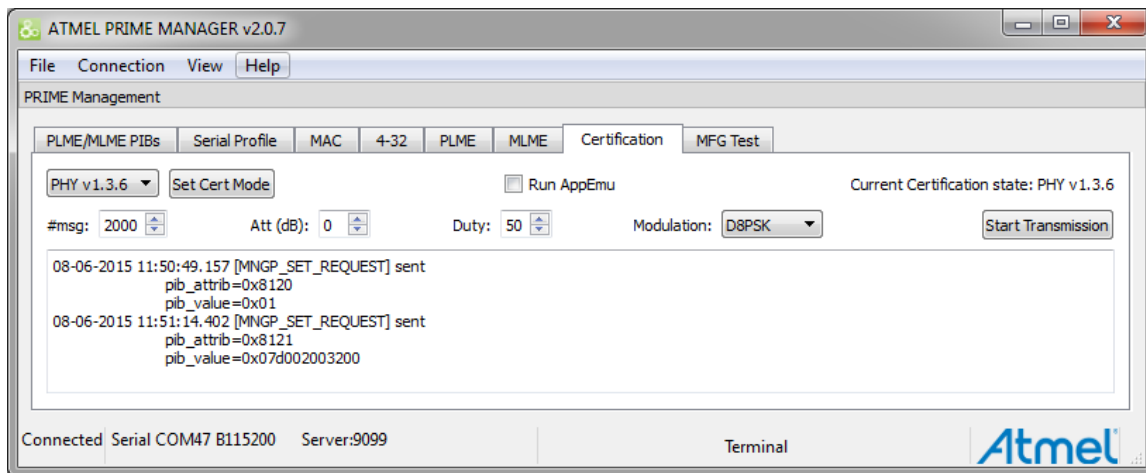 ATMEL PRIME MANAGER v2.0.7
File Connection View Help
PRIME Management
PLME/MLME PIBs Serial Profile MAC 4-32 PLME MLME Certification MFG Test
PHY v1.3.6 Set Cert Mode Run AppEmu Current Certification state: PHY v1.3.6
#msg: 2000 Att (dB): 0 Duty: 50 Modulation: D8PSK Start Transmission
08-06-2015 11:50:49.157 [MNGP_SET_REQUEST] sent
pib_attrib=0x8120
pib_value=0x01
08-06-2015 11:51:14.402 [MNGP_SET_REQUEST] sent
pib_attrib=0x8121
pib_value=0x07d002003200
Connected Serial COM47 B115200 Server:9099 Terminal Atmel